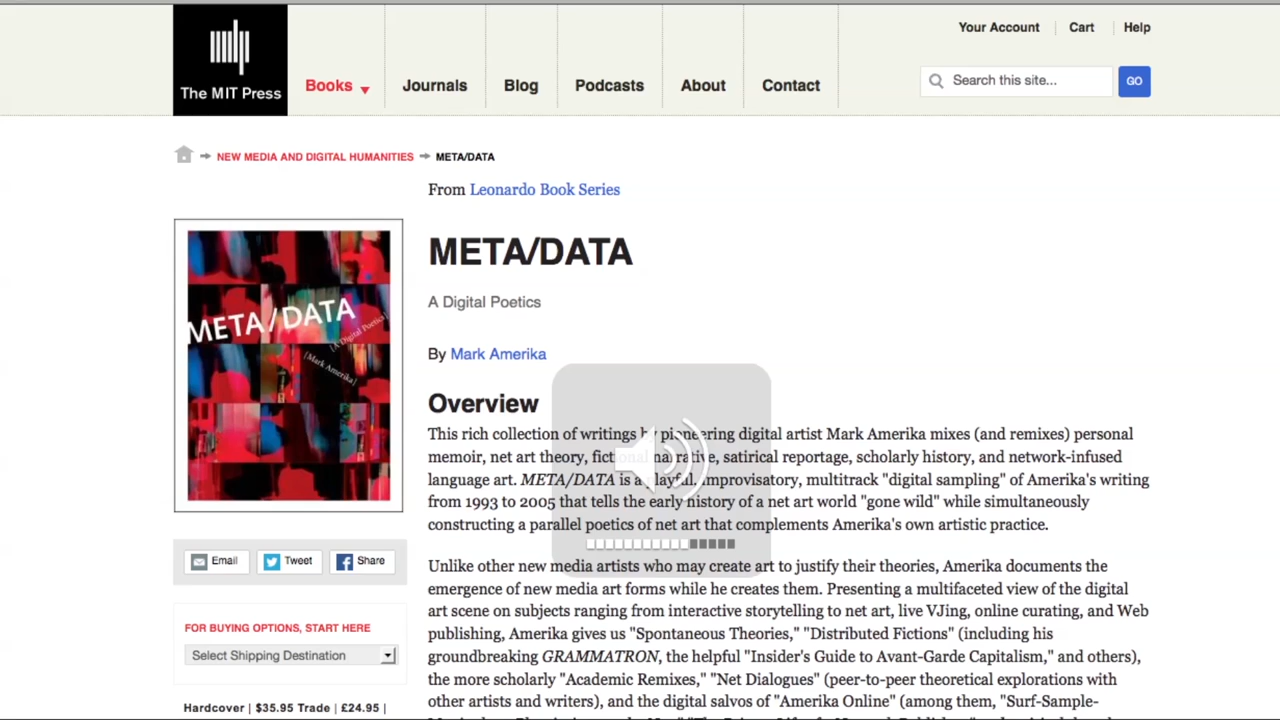 Your Account
Cart
Help
The MIT Press
Books
Journals
Blog
Podcasts
About
Contact
Search this site...
GO
NEW MEDIA AND DIGITAL HUMANITIES
META/DATA
From Leonardo Book Series
META/DATA
[A Digital Poetics]
[Mark Amerika]
META/DATA
A Digital Poetics
By Mark Amerika
Overview
This rich collection of writings by pioneering digital artist Mark Amerika mixes (and remixes) personal
memoir, net art theory, fictional narrative, satirical reportage, scholarly history, and network-infused
language art. META/DATA is a playful, improvisatory, multitrack "digital sampling" of Amerika's writing
from 1993 to 2005 that tells the early history of a net art world "gone wild" while simultaneously
constructing a parallel poetics of net art that complements Amerika's own artistic practice.
Email
Tweet
Share
Unlike other new media artists who may create art to justify their theories, Amerika documents the
emergence of new media art forms while he creates them. Presenting a multifaceted view of the digital
art scene on subjects ranging from interactive storytelling to net art, live VJing, online curating, and Web
publishing, Amerika gives us "Spontaneous Theories," "Distributed Fictions" (including his
groundbreaking GRAMMATRON, the helpful "Insider's Guide to Avant-Garde Capitalism," and others),
the more scholarly "Academic Remixes," "Net Dialogues" (peer-to-peer theoretical explorations with
other artists and writers), and the digital salvos of "Amerika Online" (among them, "Surf-Sample-
FOR BUYING OPTIONS, START HERE
Select Shipping Destination
Hardcover | $35.95 Trade | £24.95 |